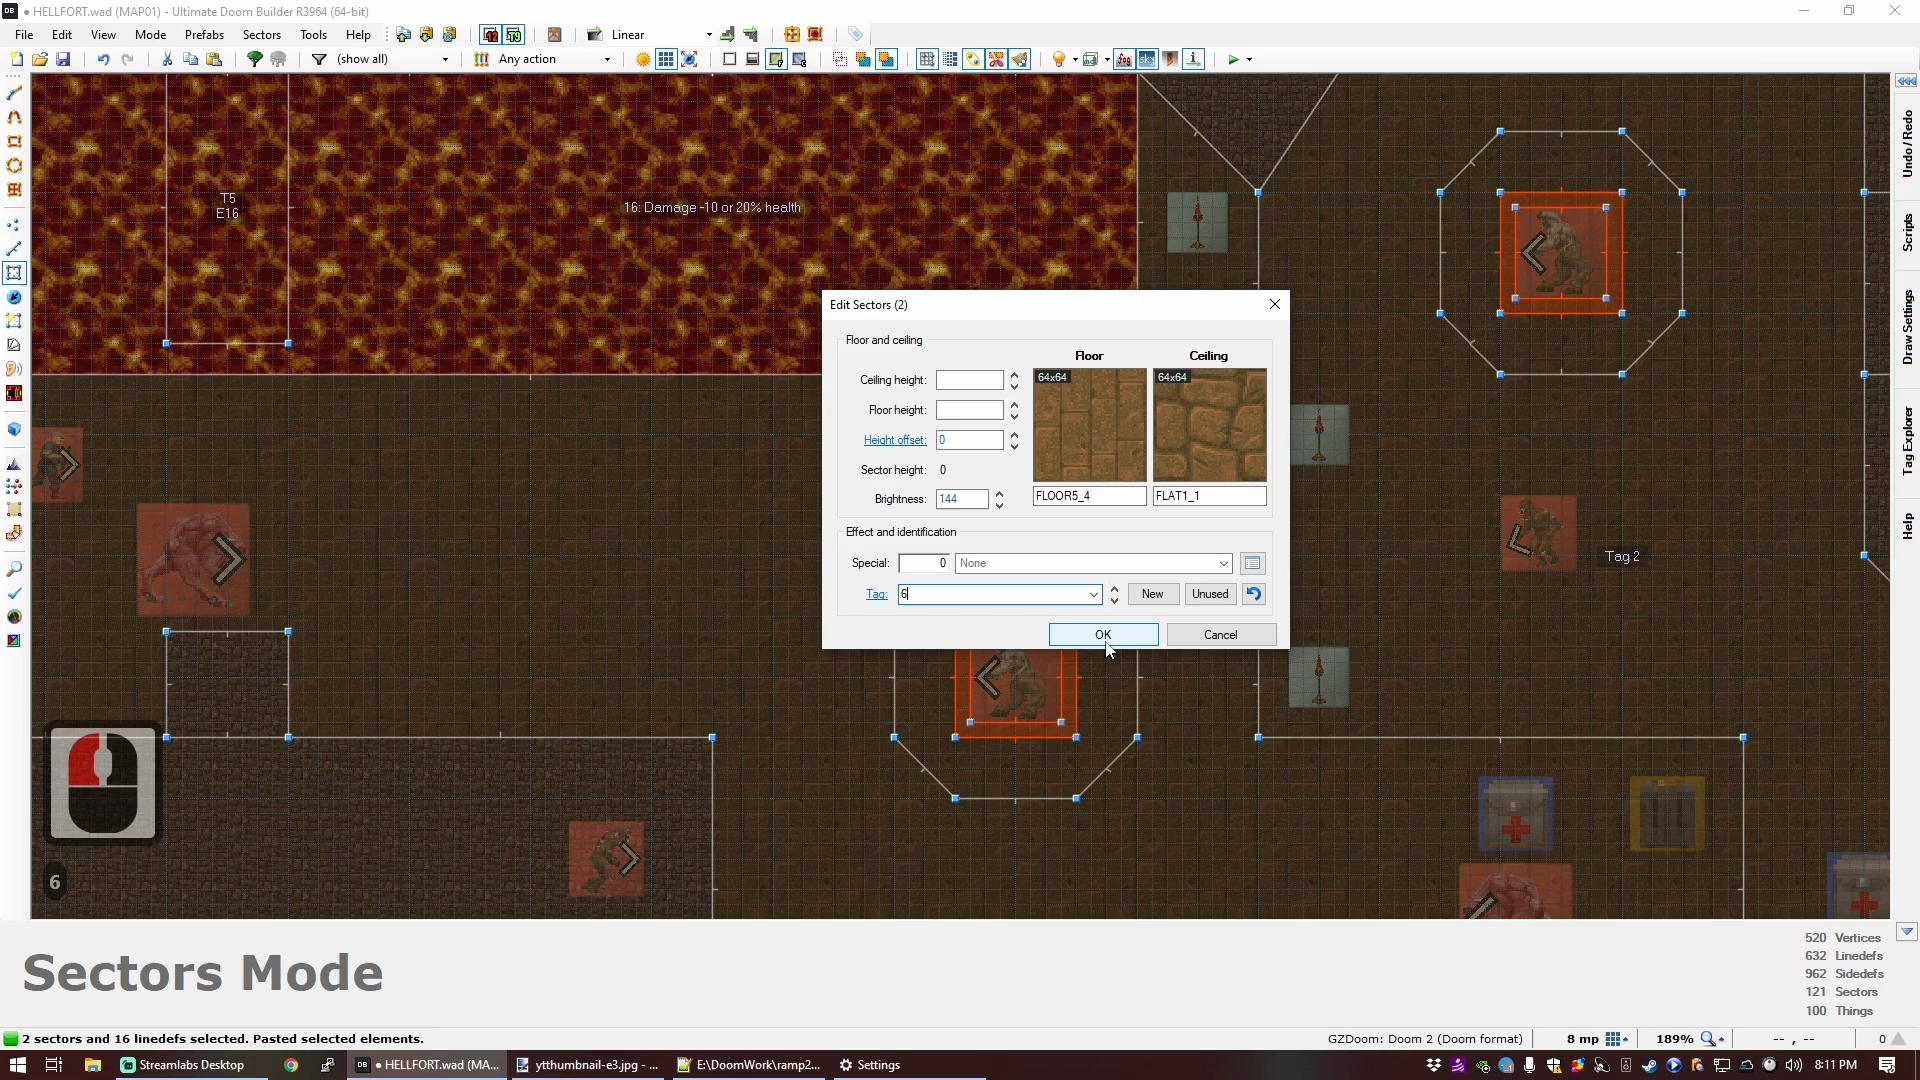 HELLFORT.wad (MAP01) - Ultimate Doom Builder R3964 (64-bit)
File Edit View Mode Prefabs Sectors Tools Help Linear
(show all) Any action
T5
E16
16: Damage -10 or 20% health
Undo / Redo
Scripts
Draw Settings
Tag Explorer
Help
Edit Sectors (2)
Floor and ceiling
Floor Ceiling
Ceiling height: 64x64 64x64
Floor height:
Height offset: 0
Sector height: 0
Brightness: 144 FLOOR5_4 FLAT1_1
Effect and identification
Special: 0 None
Tag: 6 New Unused
OK Cancel
Tag 2
6
Sectors Mode
520 Vertices
632 Linedefs
962 Sidedefs
121 Sectors
100 Things
2 sectors and 16 linedefs selected. Pasted selected elements.
GZDoom: Doom 2 (Doom format) 8 mp 189% -- , -- 0
Streamlabs Desktop HELLFORT.wad (MA... ytthumbnail-e3.jpg - ... E:\DoomWork\ramp2... Settings 8:11 PM